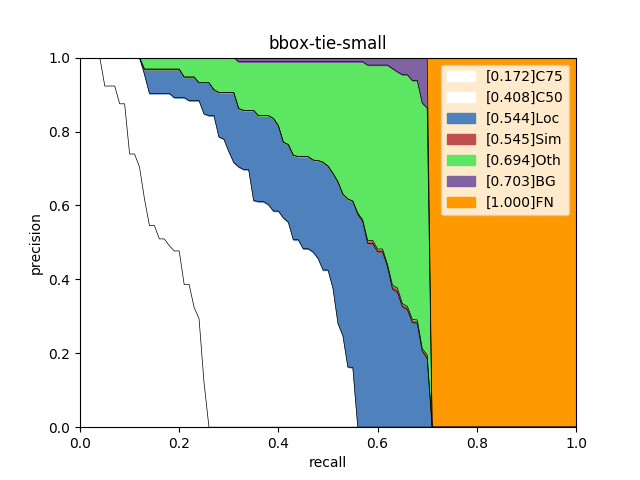 bbox-tie-small
1.0
0.8
0.6
0.4
0.2
0.0
precision
[0.172]C75
[0.408]C50
[0.544]Loc
[0.545]Sim
[0.694]Oth
[0.703]BG
[1.000]FN
0.0 0.2 0.4 0.6 0.8 1.0
recall